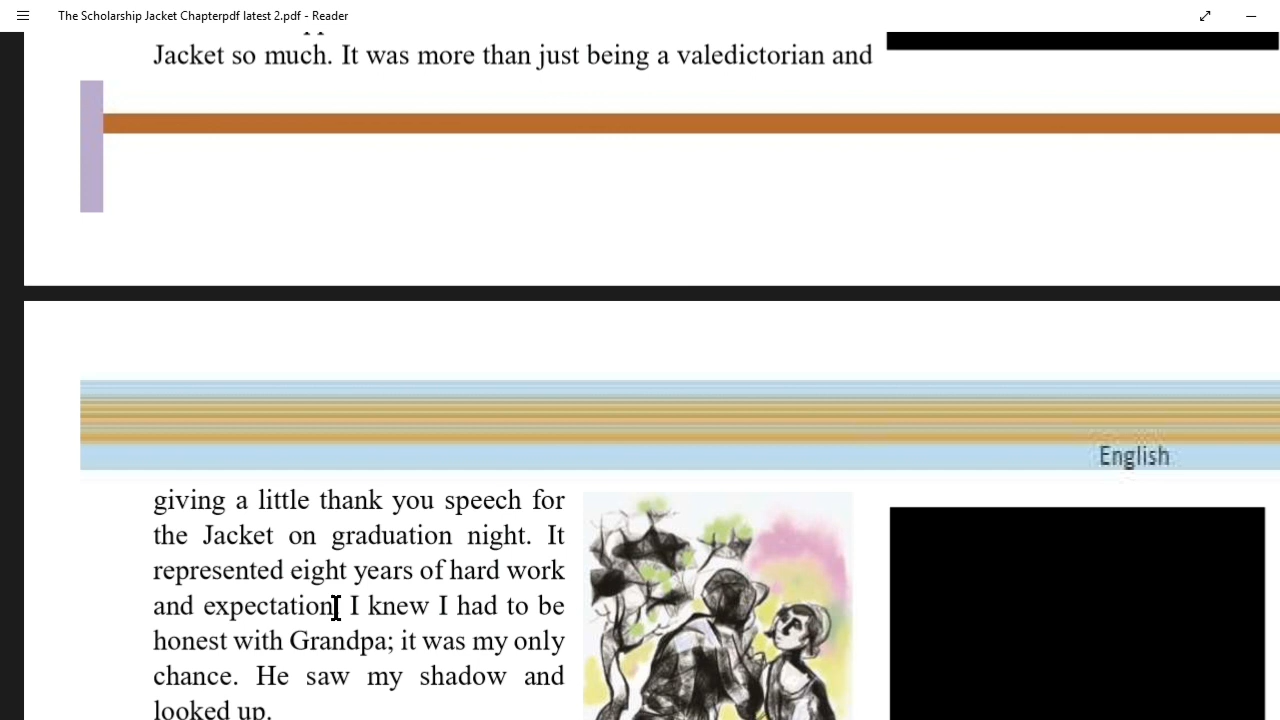 The Scholarship Jacket Chapterpdf latest 2.pdf - Reader
Jacket so much. It was more than just being a valedictorian and
English
giving a little thank you speech for
the Jacket on graduation night. It
represented eight years of hard work
and expectation. I knew I had to be
honest with Grandpa; it was my only
chance. He saw my shadow and
looked up.